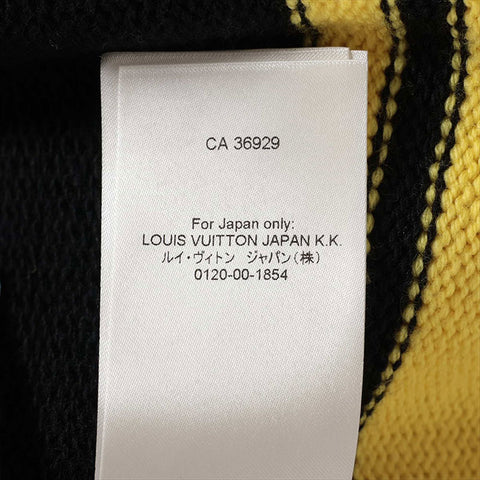 CA 36929
For Japan only:
LOUIS VUITTON JAPAN K.K.
ルイ・ヴィトン ジャパン(株)
0120-00-1854